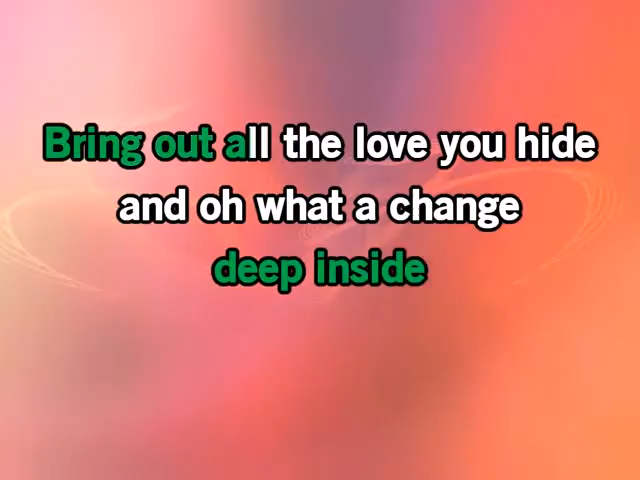 Bring out all the love you hide
and oh what a change
deep inside